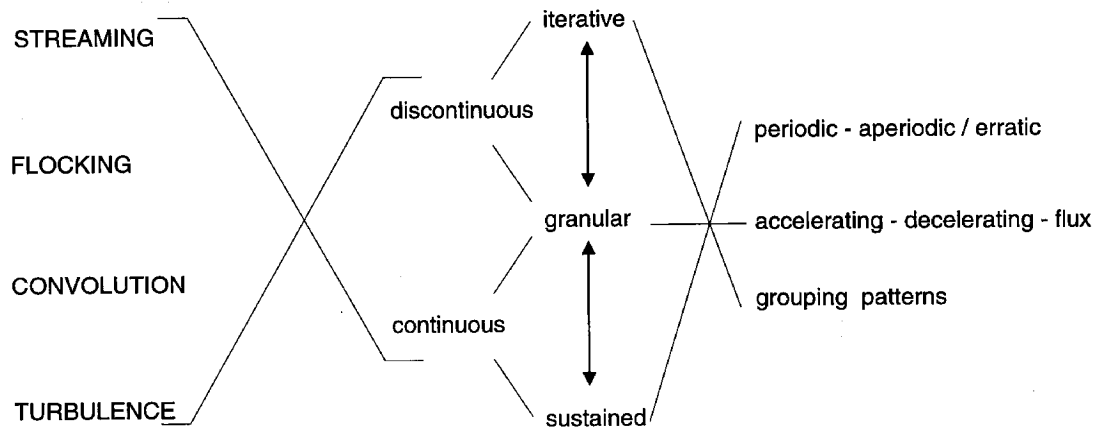 STREAMING
FLOCKING
CONVOLUTION
TURBULENCE
discontinuous
continuous
iterative
granular
sustained
periodic - aperiodic / erratic
accelerating - decelerating - flux
grouping patterns